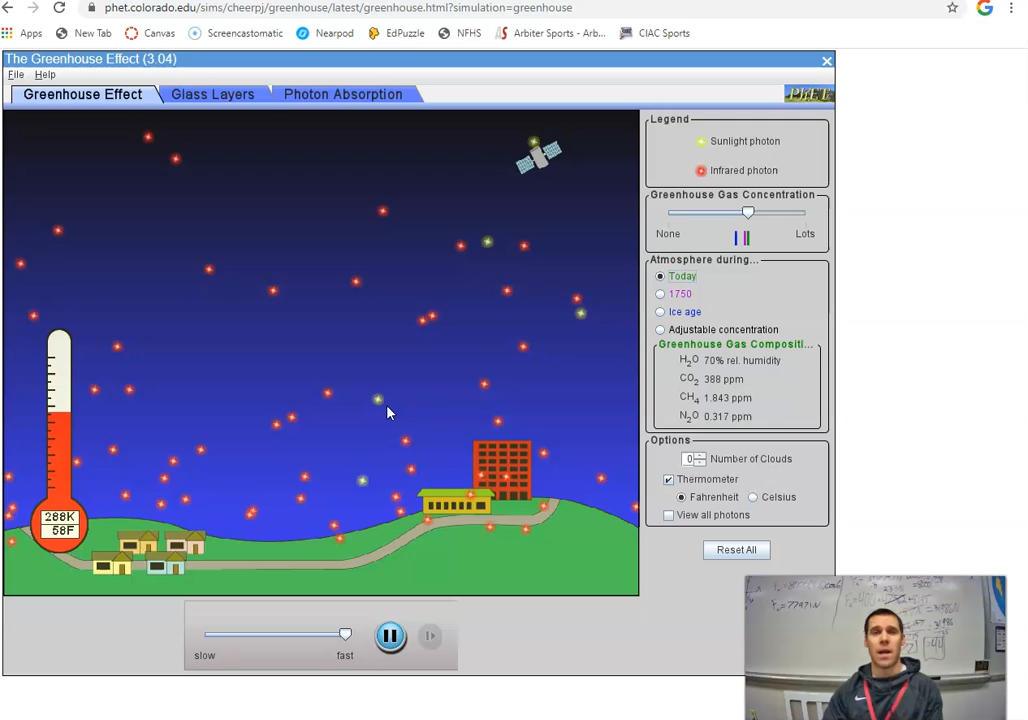 phet.colorado.edu/sims/cheerpj/greenhouse/latest/greenhouse.html?simulation=greenhouse
Apps New Tab Canvas Screencastomatic Nearpod EdPuzzle NFHS Arbiter Sports - Arb... CIAC Sports
The Greenhouse Effect (3.04)
File Help
Greenhouse Effect Glass Layers Photon Absorption
PhET
Legend
Sunlight photon
Infrared photon
Greenhouse Gas Concentration
None Lots
Atmosphere during...
Today
1750
Ice age
Adjustable concentration
Greenhouse Gas Compositi...
H₂O 70% rel. humidity
CO₂ 388 ppm
CH₄ 1.843 ppm
N₂O 0.317 ppm
Options
0 Number of Clouds
Thermometer
Fahrenheit Celsius
View all photons
Reset All
288K
58F
slow fast